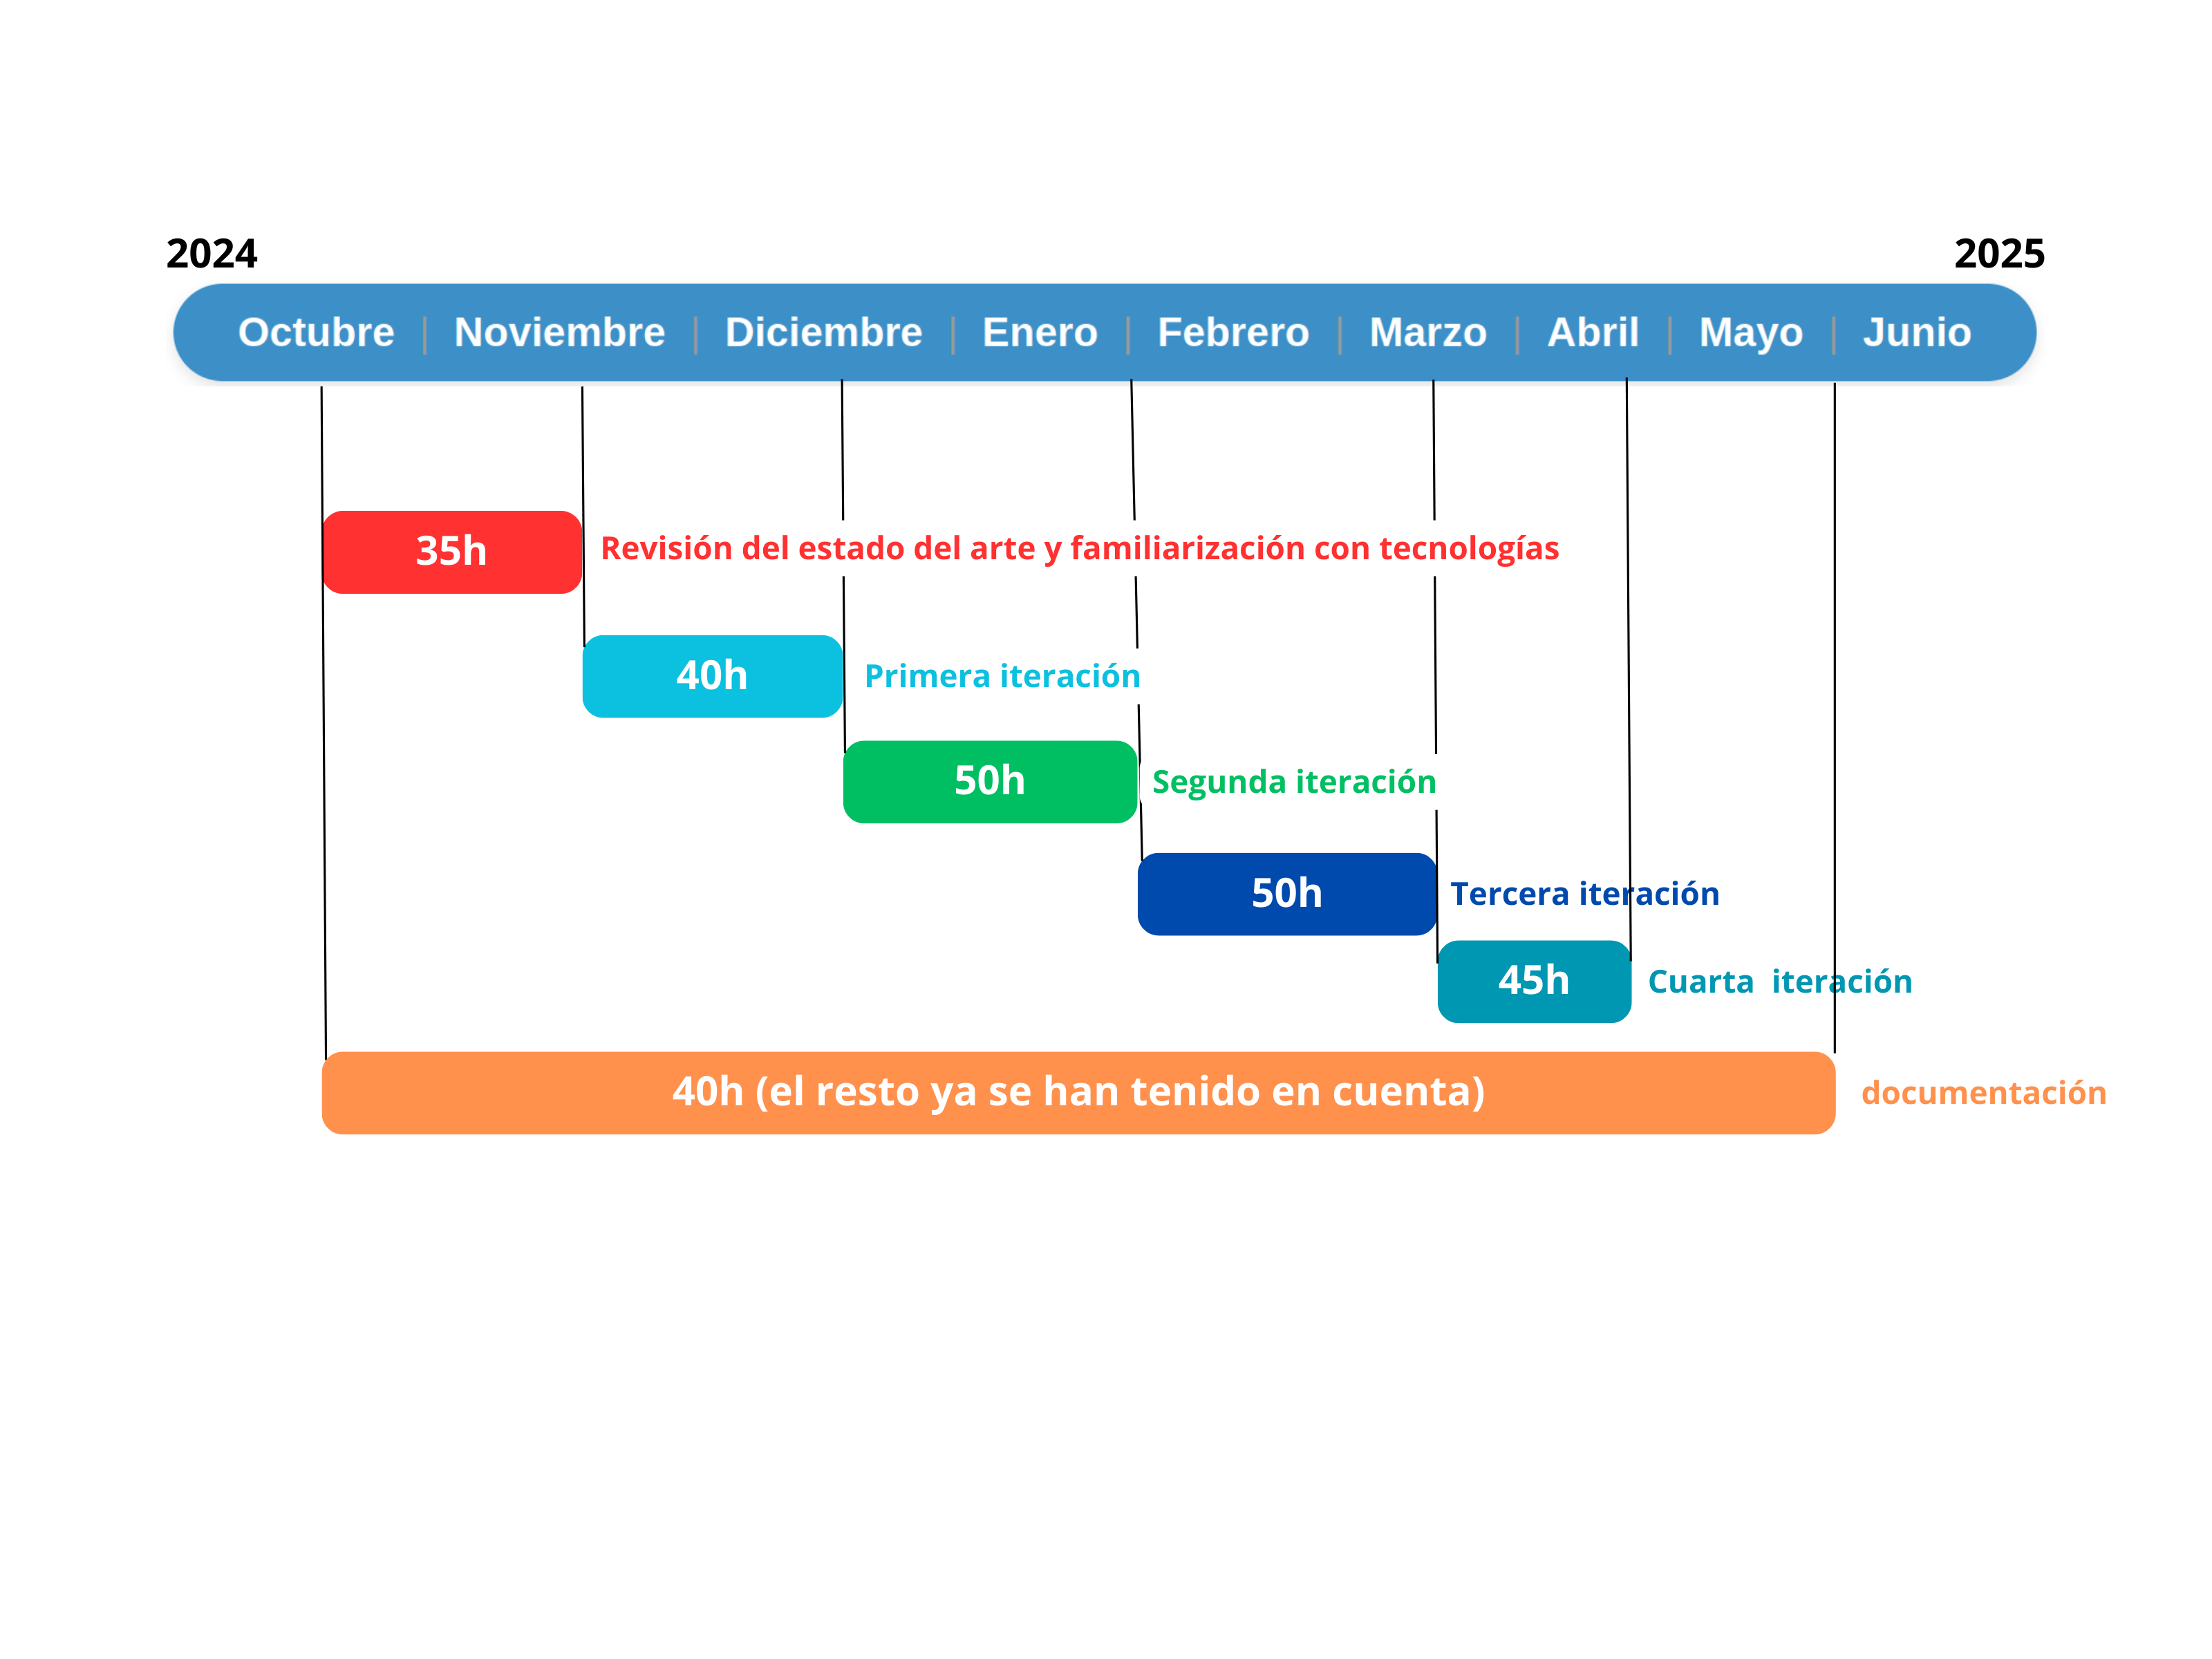 2024
2025
Octubre | Noviembre | Diciembre | Enero | Febrero | Marzo | Abril | Mayo | Junio
35h
Revisión del estado del arte y familiarización con tecnologías
40h
Primera iteración
50h
Segunda iteración
50h
Tercera iteración
45h
Cuarta iteración
40h (el resto ya se han tenido en cuenta)
documentación